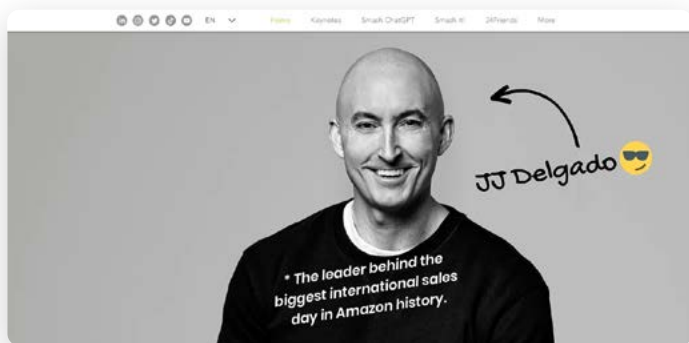 EN Home Keynotes Smash ChatGPT Smash It! 24Friends More
JJ Delgado
* The leader behind the
biggest international sales
day in Amazon history.